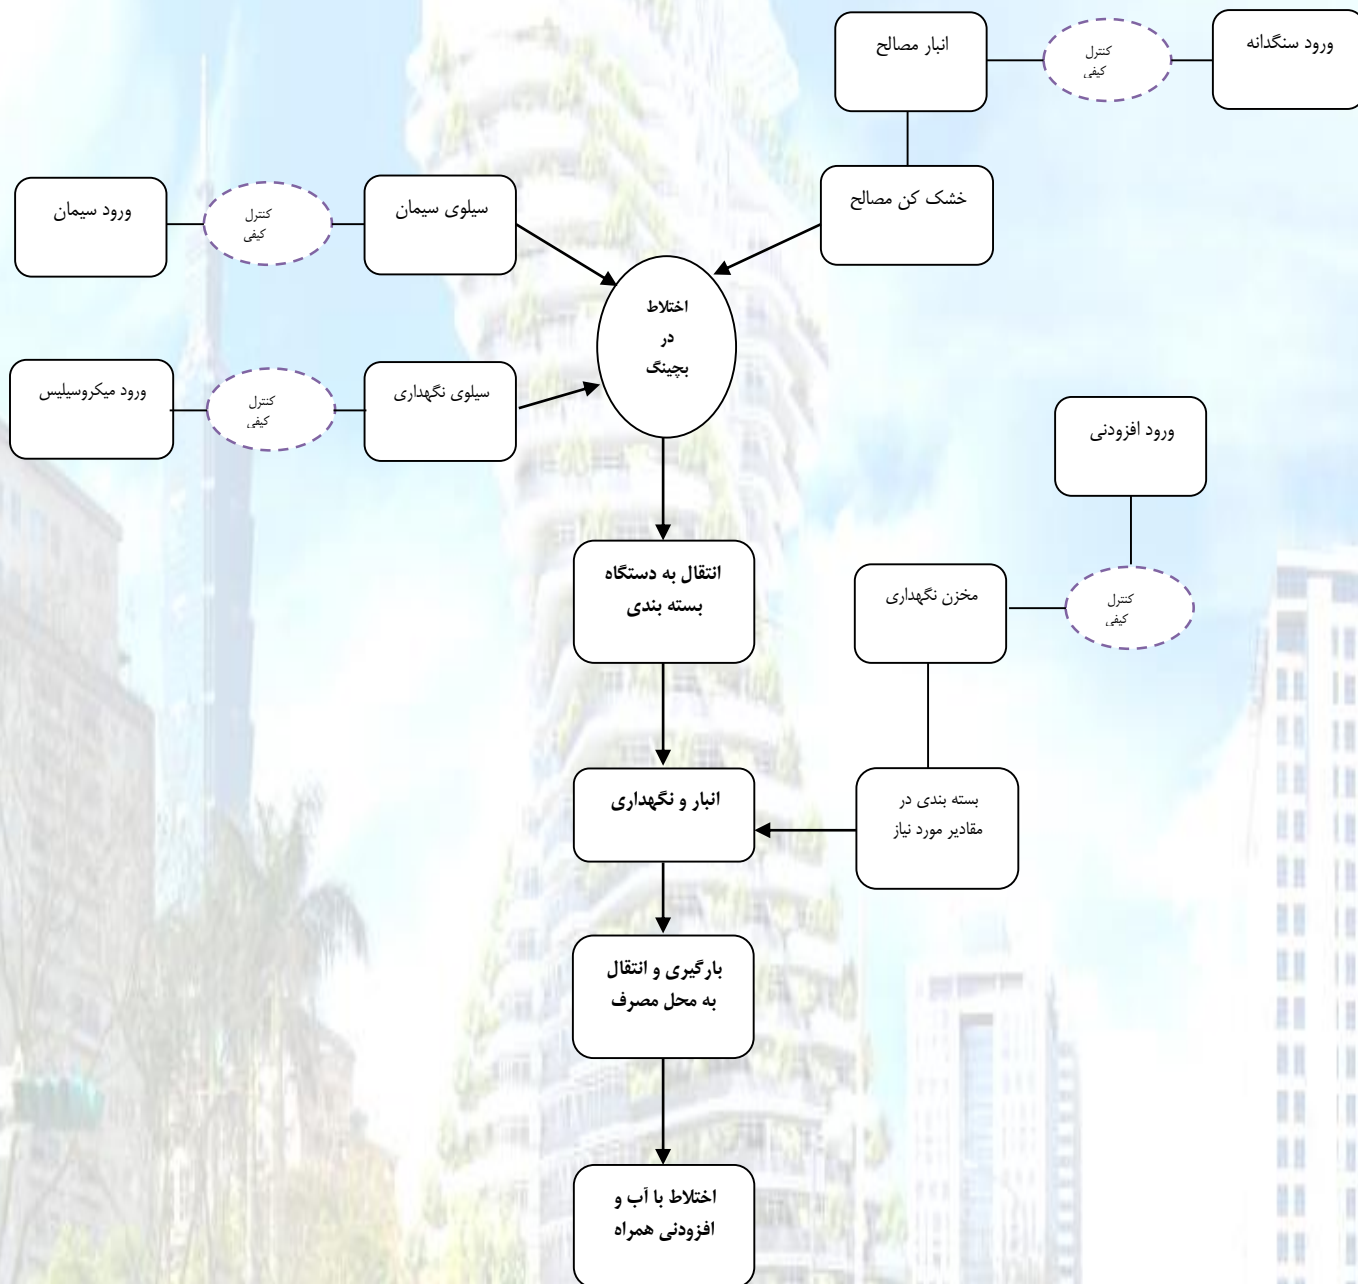 ورود سنگدانه
کنترل
کیفی
انبار مصالح
خشک کن مصالح
ورود سیمان
کنترل
کیفی
سیلوی سیمان
ورود میکروسیلیس
کنترل
کیفی
سیلوی نگهداری
اختلاط
در
بچینگ
ورود افزودنی
کنترل
کیفی
مخزن نگهداری
بسته بندی در
مقادیر مورد نیاز
انتقال به دستگاه
بسته بندی
انبار و نگهداری
بارگیری و انتقال
به محل مصرف
اختلاط با آب و
افزودنی همراه